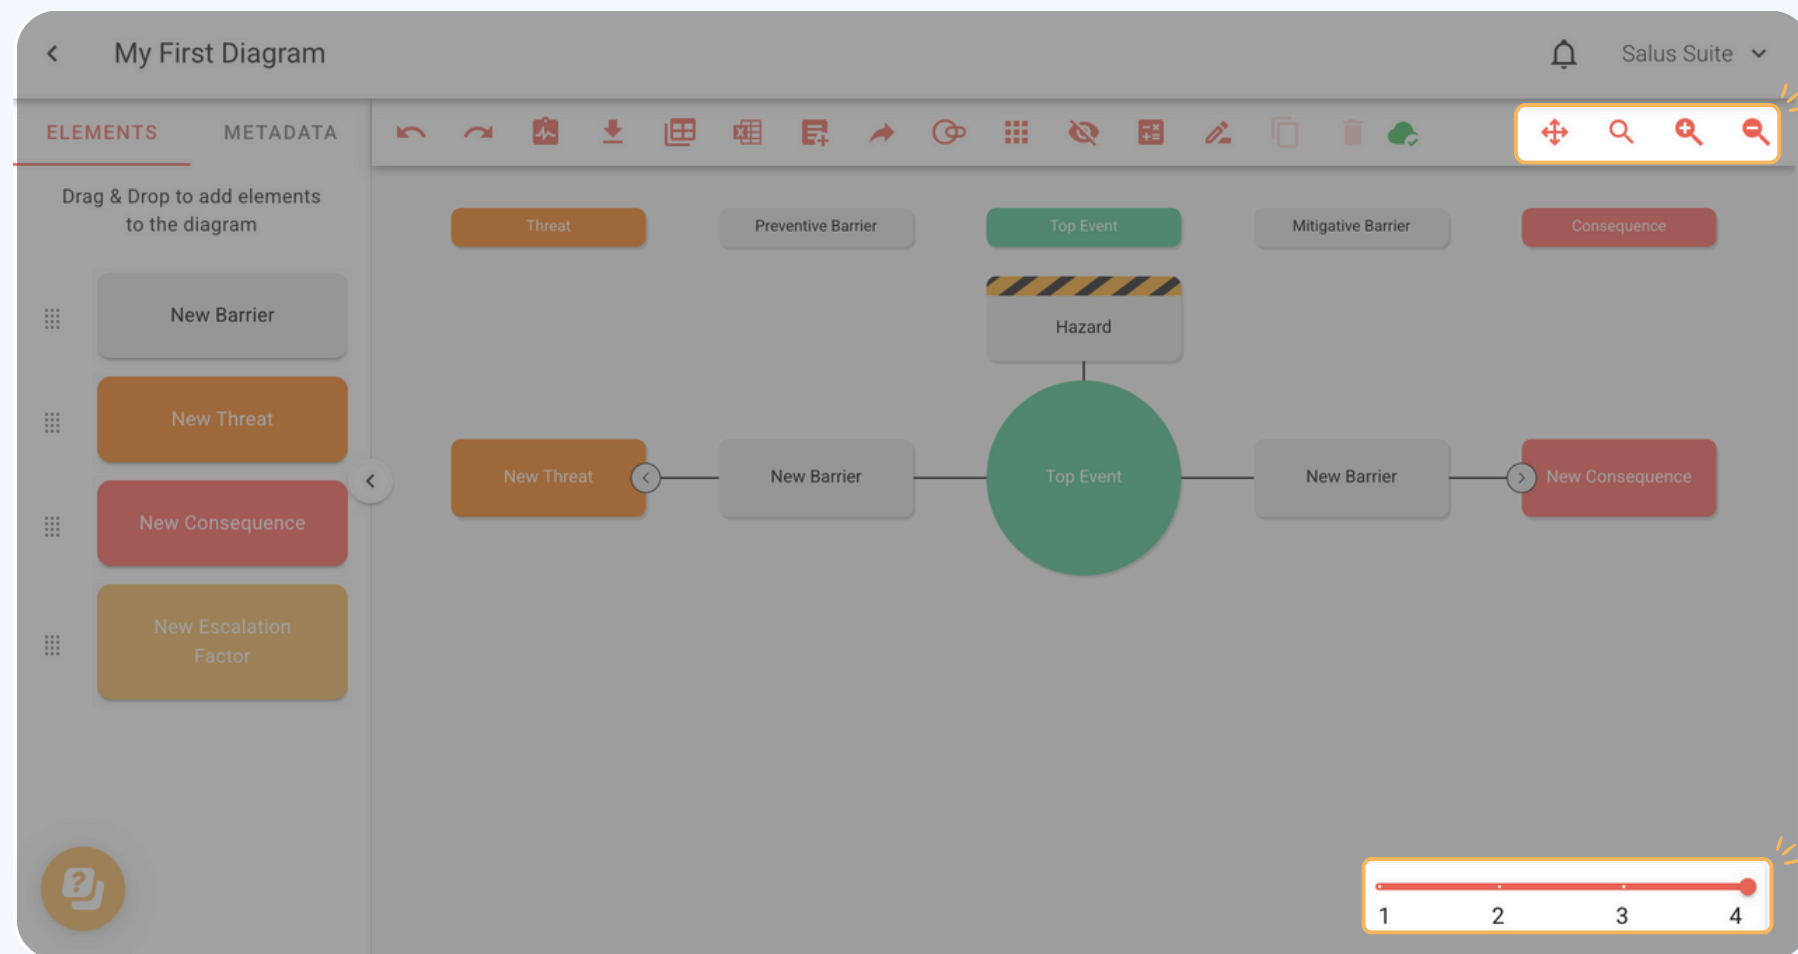 My First Diagram
Salus Suite
ELEMENTS
METADATA
Drag & Drop to add elements
to the diagram
New Barrier
New Threat
New Consequence
New Escalation
Factor
Threat
Preventive Barrier
Top Event
Mitigative Barrier
Consequence
Hazard
New Threat
New Barrier
Top Event
New Barrier
New Consequence
1 2 3 4